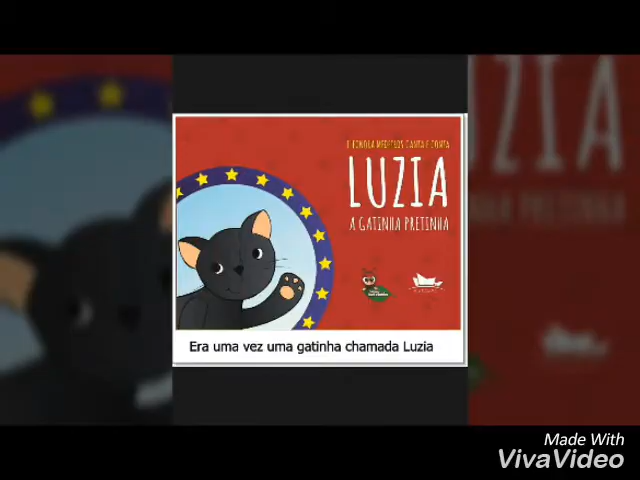 LUZIA
A GATINHA PRETINHA
Era uma vez uma gatinha chamada Luzia
Made With
VivaVideo